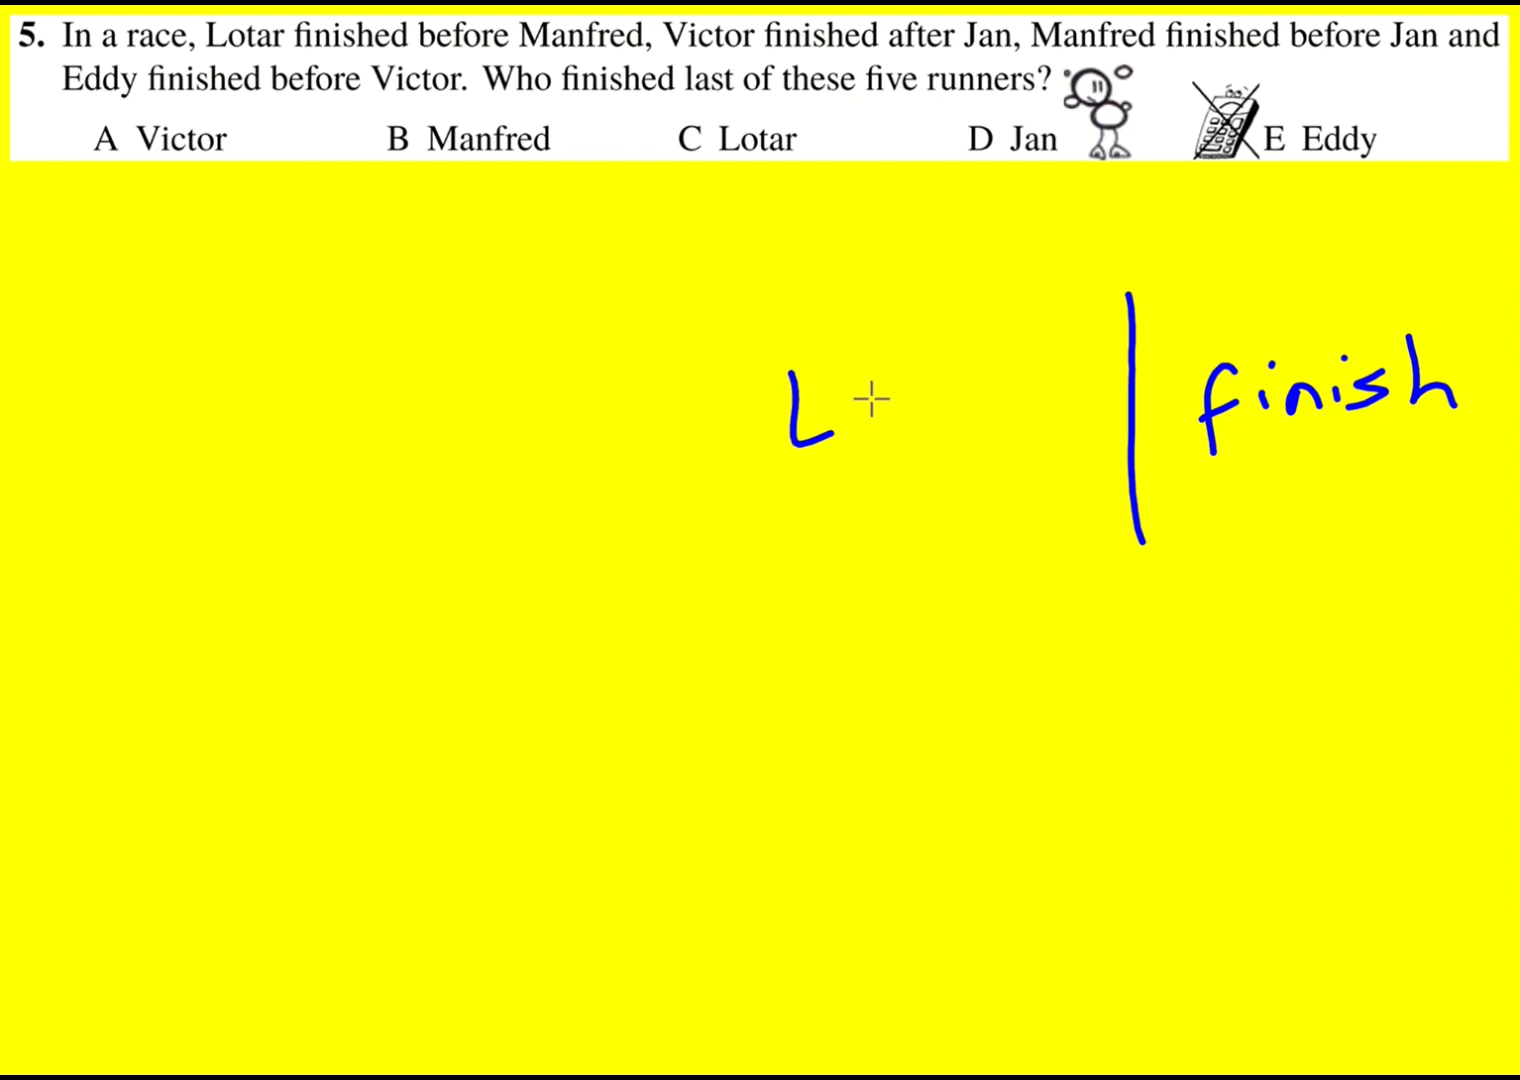 5. In a race, Lotar finished before Manfred, Victor finished after Jan, Manfred finished before Jan and
Eddy finished before Victor. Who finished last of these five runners?
A Victor B Manfred C Lotar D Jan E Eddy
L finish